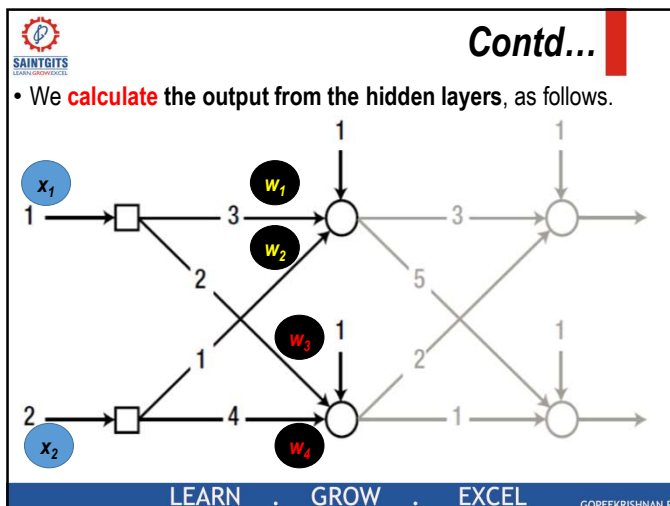 SAINTGITS
LEARN.GROW.EXCEL
Contd...
• We calculate the output from the hidden layers, as follows.
1 1
x1 w1
1 3 3
w2
2 5
1 w3 1
1 2
2 4 1
x2 w4
LEARN . GROW . EXCEL